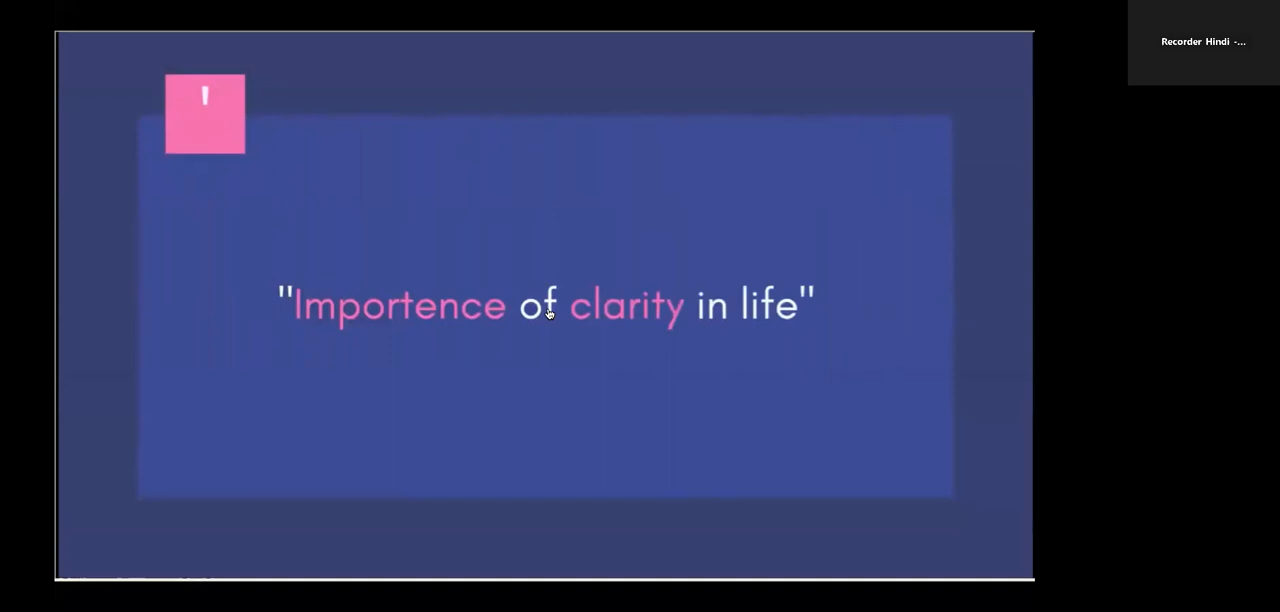 Recorder Hindi -...
'
"Importence of clarity in life"